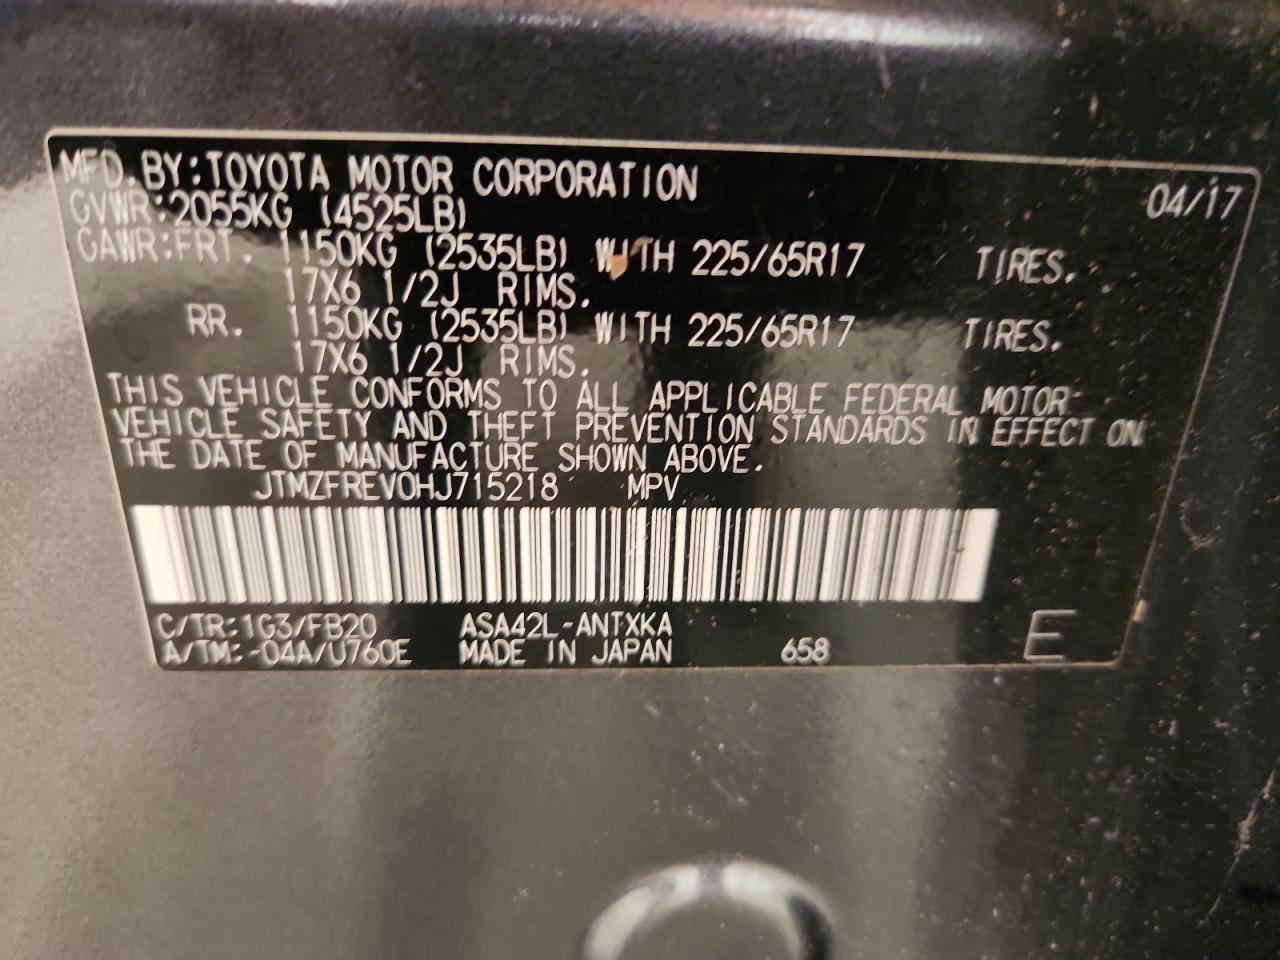 MFD.BY:TOYOTA MOTOR CORPORATION 04/17
GVWR:2055KG (4525LB)
GAWR:FRT. 1150KG (2535LB) WITH 225/65R17 TIRES.
17X6 1/2J RIMS.
RR. 1150KG (2535LB) WITH 225/65R17 TIRES.
17X6 1/2J RIMS.
THIS VEHICLE CONFORMS TO ALL APPLICABLE FEDERAL MOTOR
VEHICLE SAFETY AND THEFT PREVENTION STANDARDS IN EFFECT ON
THE DATE OF MANUFACTURE SHOWN ABOVE.
JTMZFREV0HJ715218 MPV
C/TR:1G3/FB20 ASA42L-ANTXKA
A/TM:-04A/U760E MADE IN JAPAN 658 E